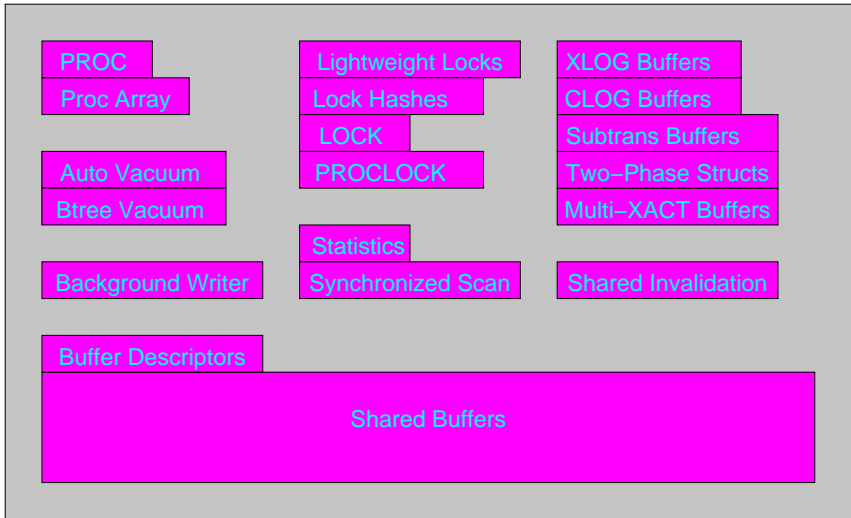 PROC
Proc Array
Auto Vacuum
Btree Vacuum
Background Writer
Lightweight Locks
Lock Hashes
LOCK
PROCLOCK
Statistics
Synchronized Scan
XLOG Buffers
CLOG Buffers
Subtrans Buffers
Two−Phase Structs
Multi−XACT Buffers
Shared Invalidation
Buffer Descriptors
Shared Buffers